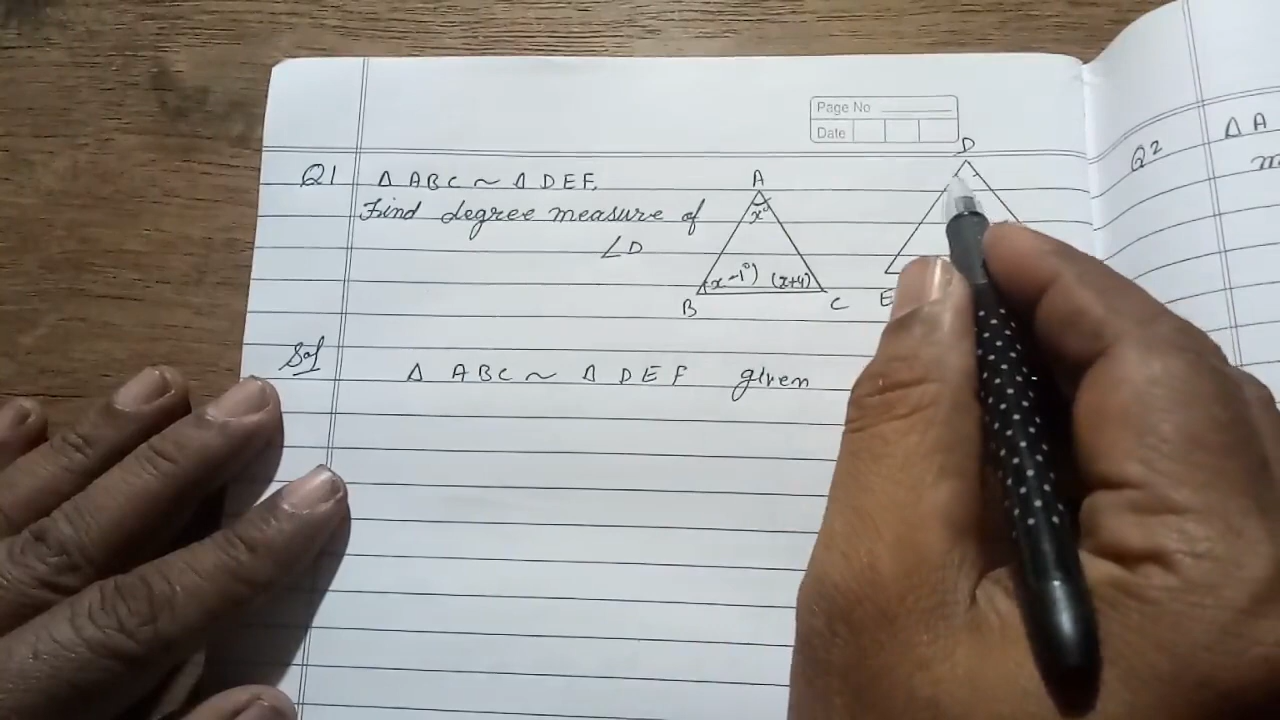 Page No
Date
Q1 Δ ABC ~ Δ DEF.
Find degree measure of
∠D
A
x°
(x-1°) (x+4)
B
C
D
E
Sol
Δ ABC ~ Δ DEF given
Q2 Δ A
m